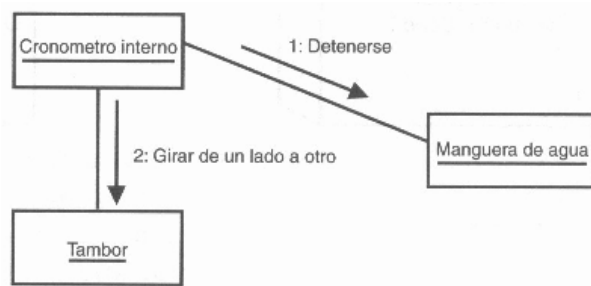 Cronometro interno
1: Detenerse
Manguera de agua
2: Girar de un lado a otro
Tambor